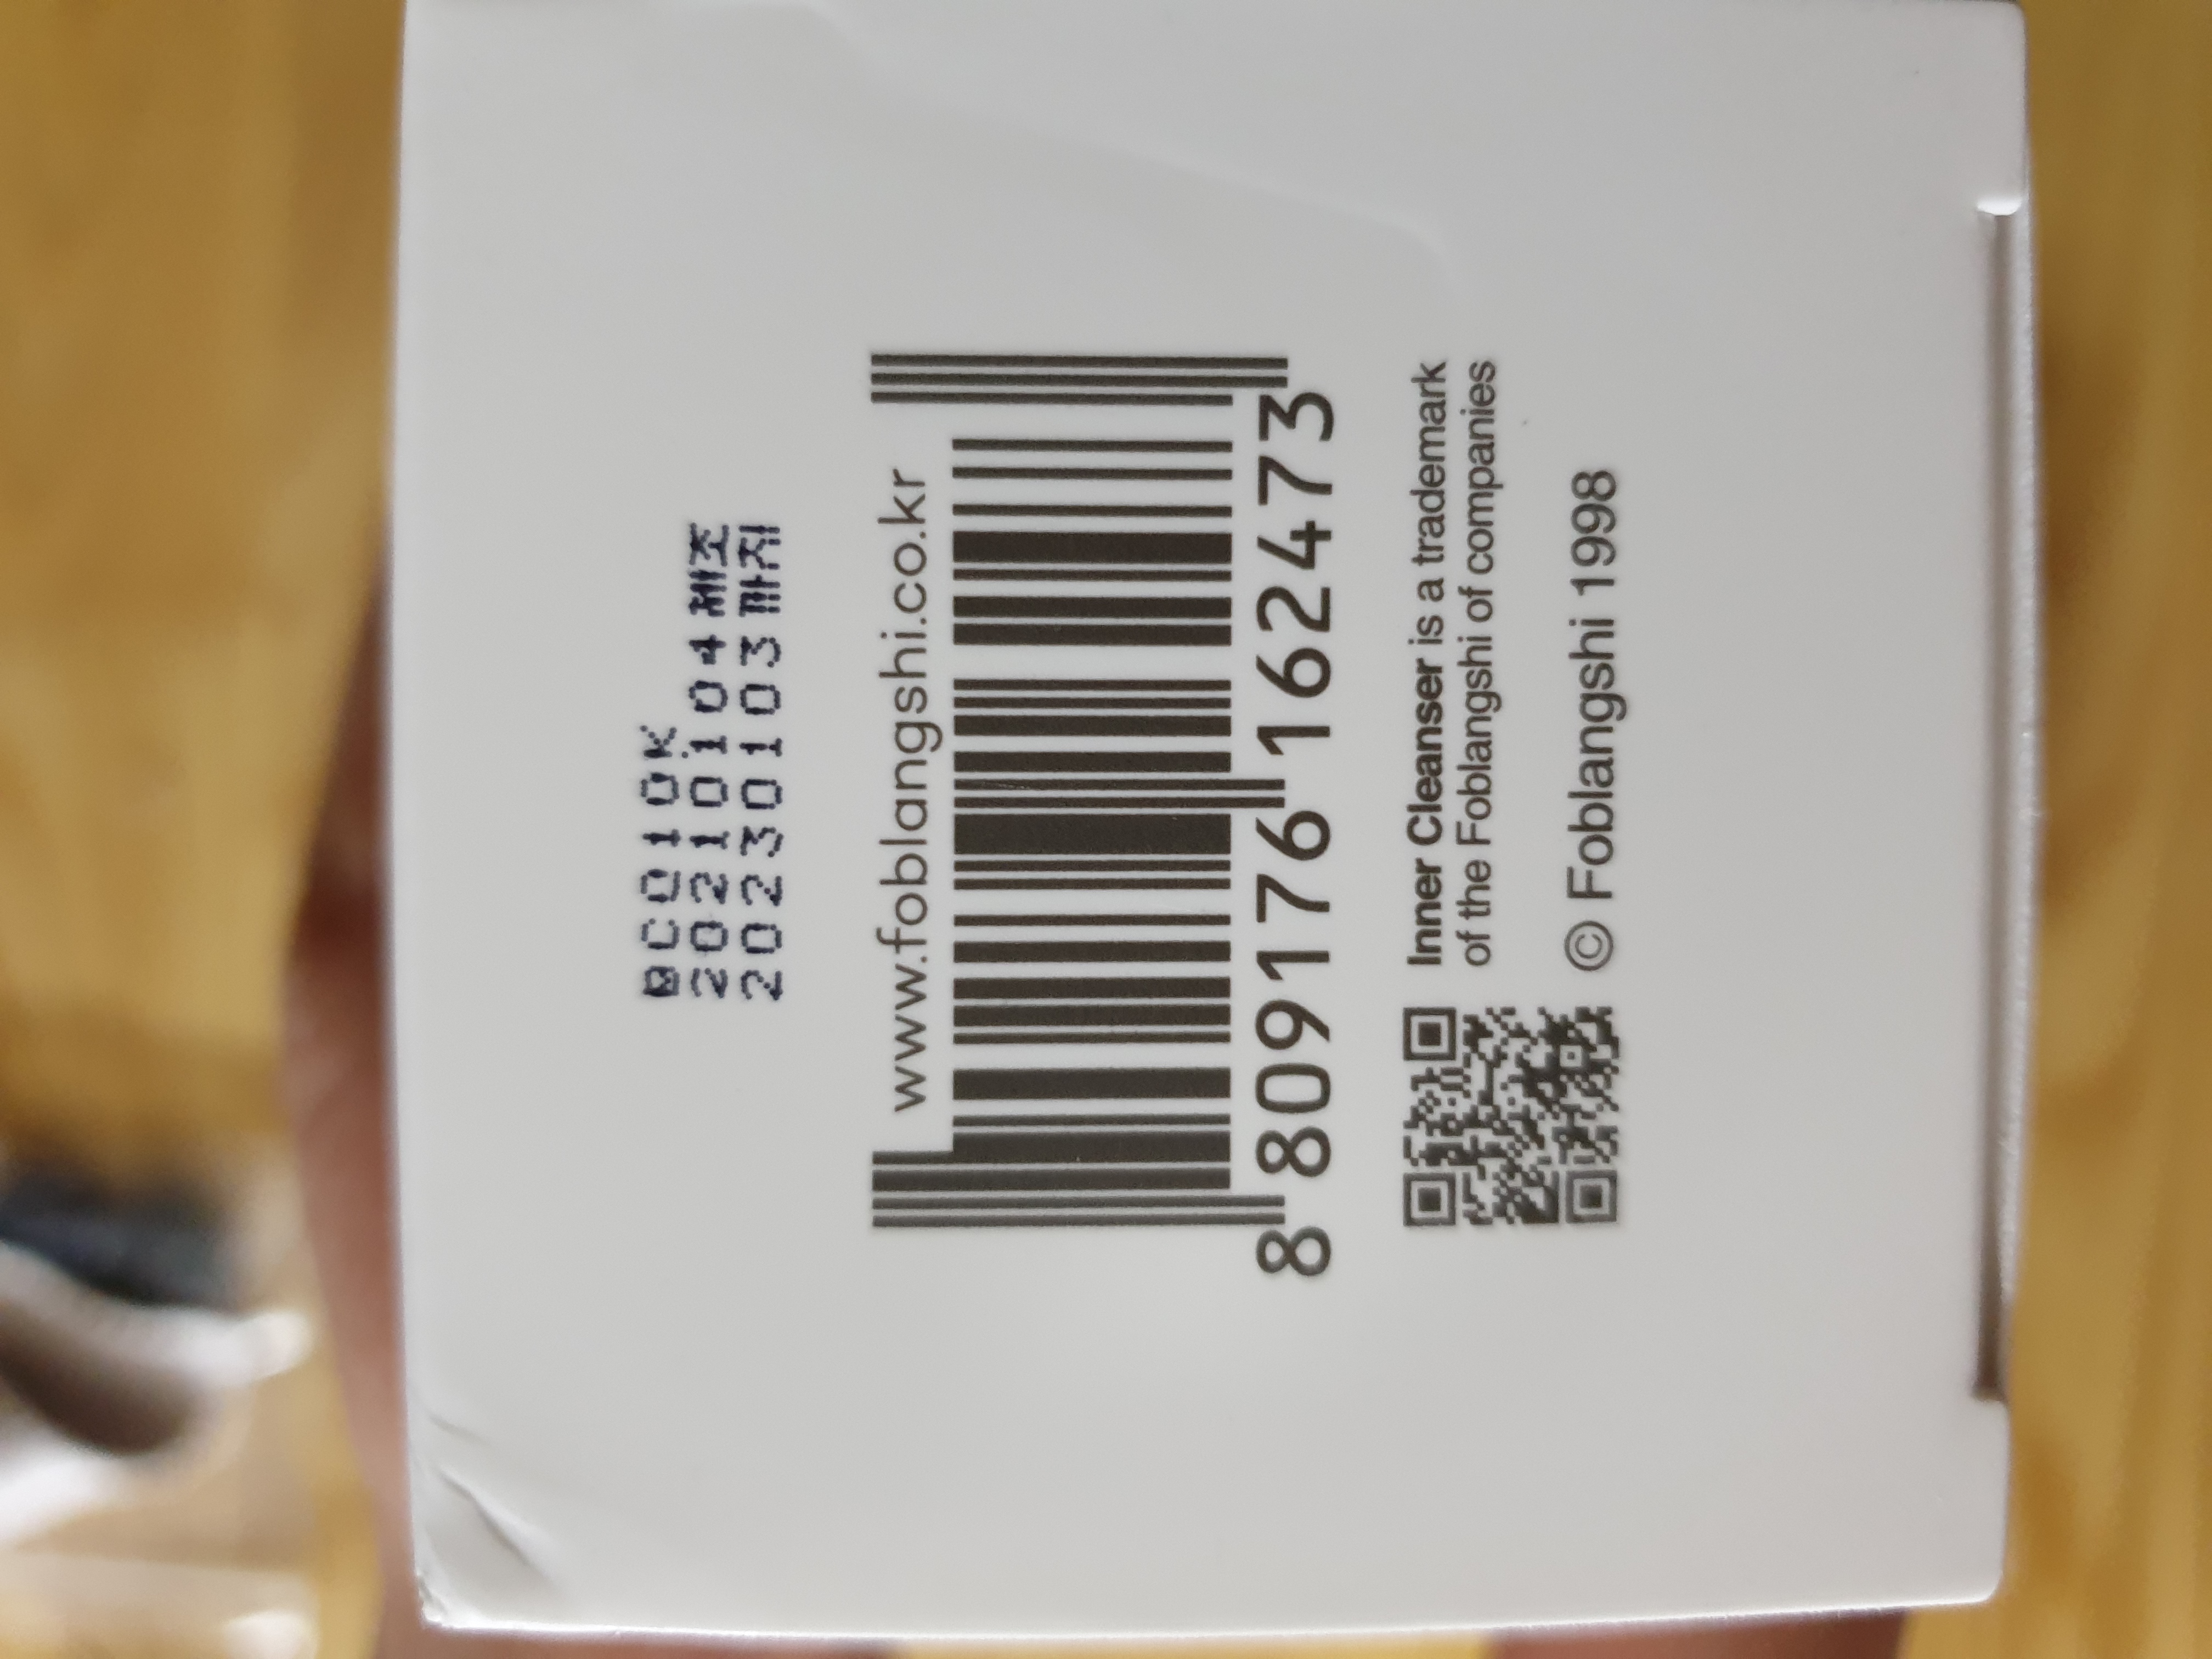 BC010K
20210104제조
20230103까지
www.foblangshi.co.kr
8 809176 162473
Inner Cleanser is a trademark
of the Foblangshi of companies
© Foblangshi 1998